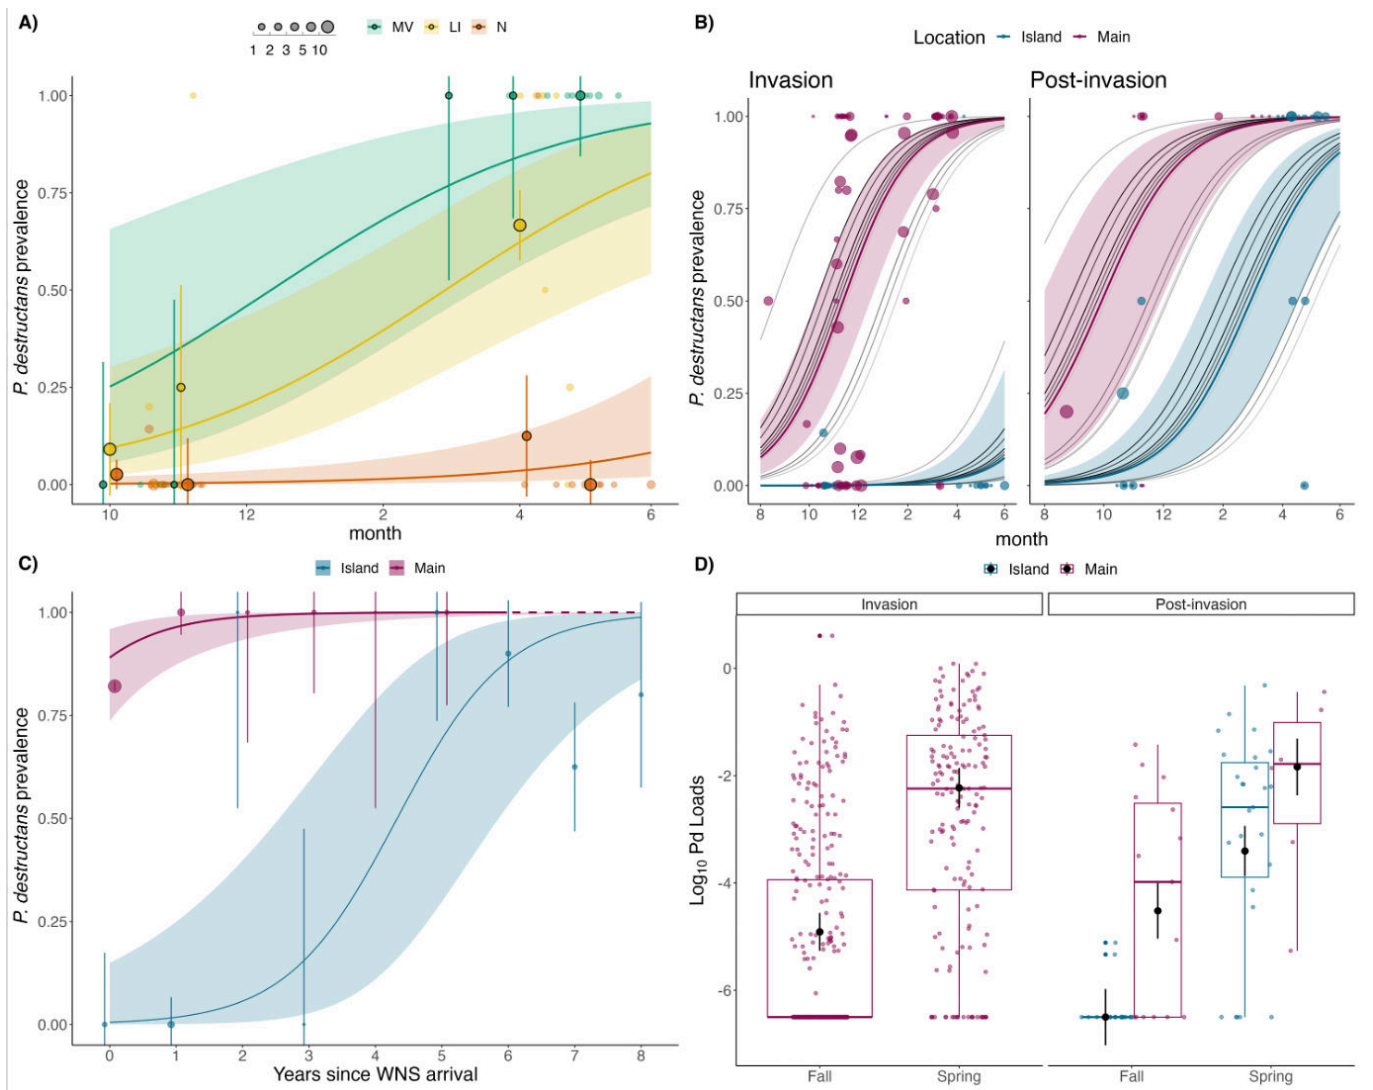 A)
1 2 3 5 10
MV LI N
P. destructans prevalence
1.00
0.75
0.50
0.25
0.00
10 12 2 4 6
month
B)
Location Island Main
Invasion Post-invasion
P. destructans prevalence
1.00
0.75
0.50
0.25
0.00
8 10 12 2 4 6 8 10 12 2 4 6
month
C)
Island Main
P. destructans prevalence
1.00
0.75
0.50
0.25
0.00
0 1 2 3 4 5 6 7 8
Years since WNS arrival
D)
Island Main
Invasion Post-invasion
Log₁₀ Pd Loads
0
-2
-4
-6
Fall Spring Fall Spring